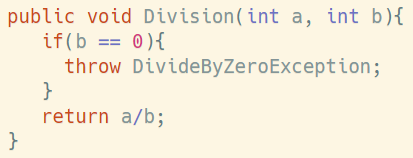 public void Division(int a, int b){
if(b == 0){
throw DivideByZeroException;
}
return a/b;
}